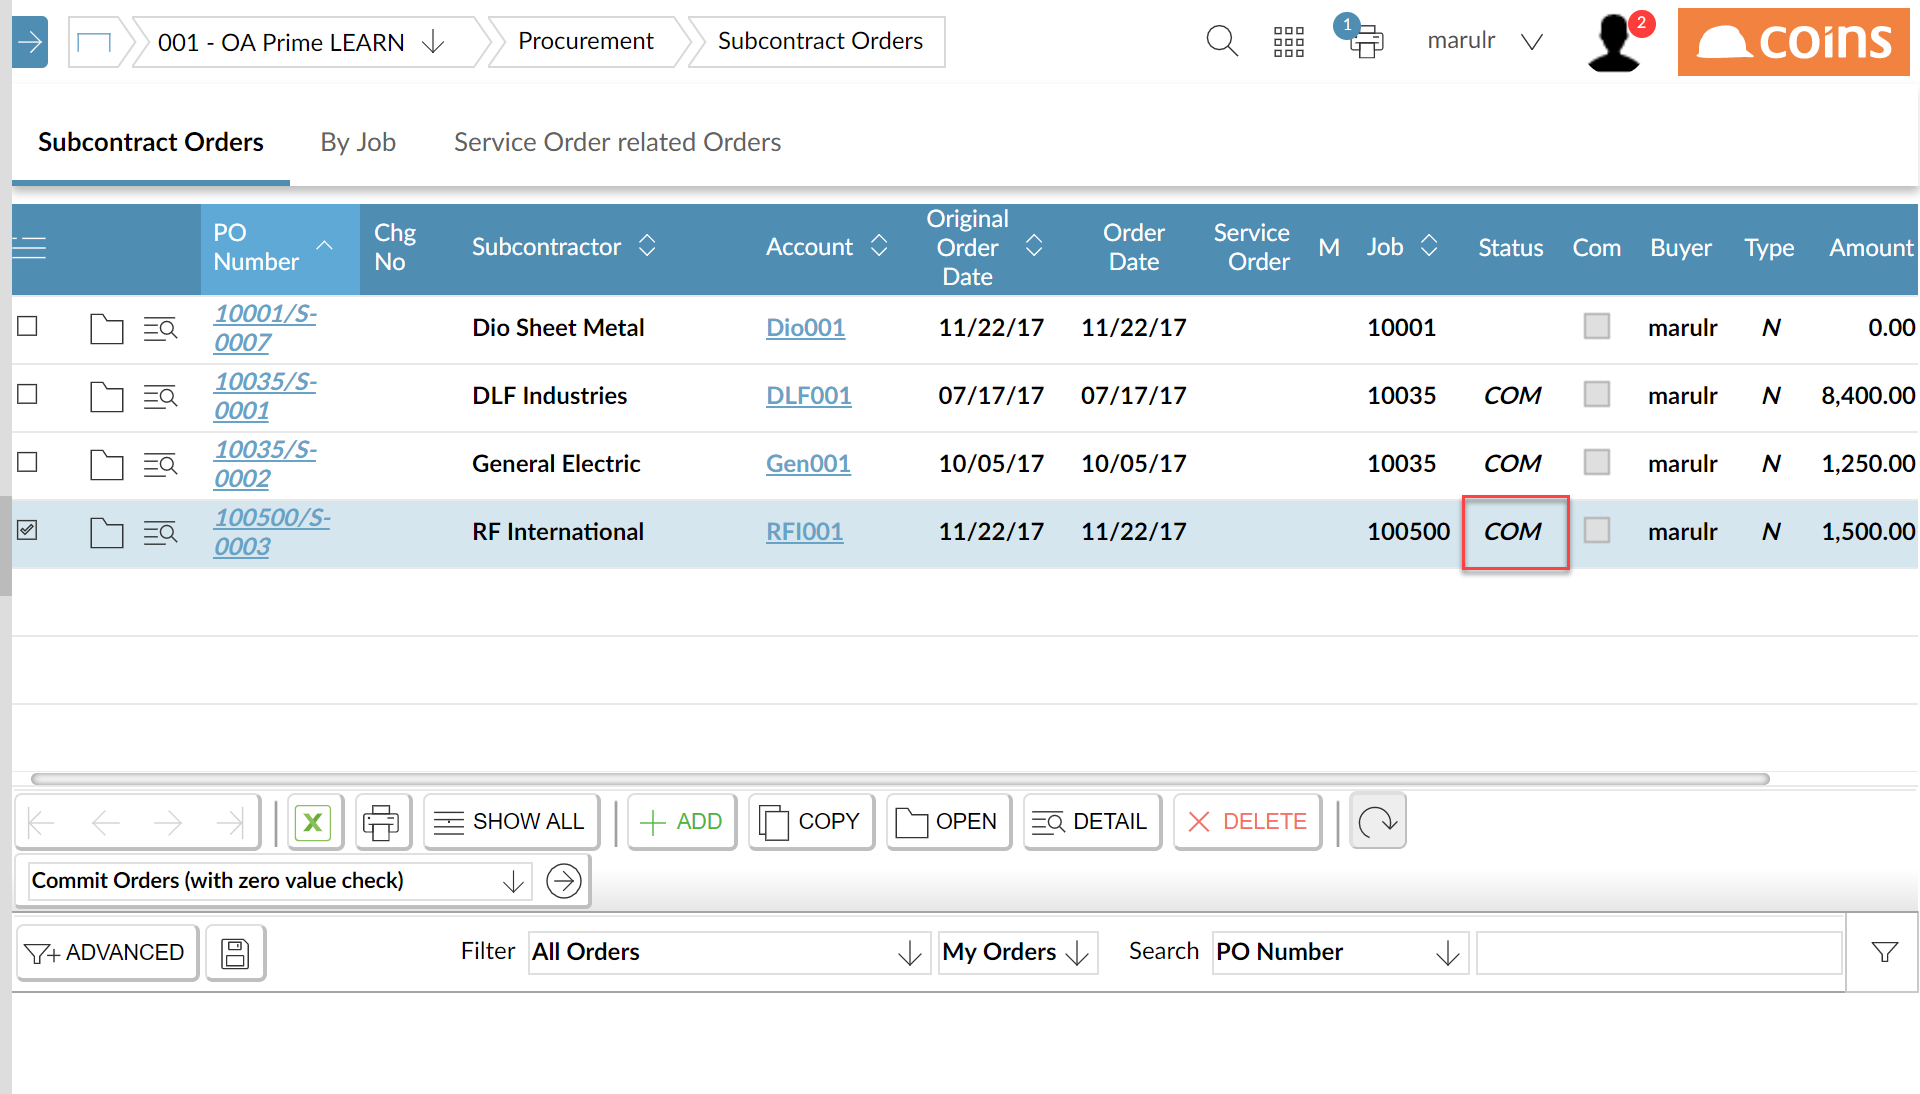 001 - OA Prime LEARN
Procurement
Subcontract Orders
1
marulr
2
coins
Subcontract Orders
By Job
Service Order related Orders
PO Number
Chg No
Subcontractor
Account
Original Order Date
Order Date
Service Order
M
Job
Status
Com
Buyer
Type
Amount
10001/S-0007 Dio Sheet Metal Dio001 11/22/17 11/22/17 10001 marulr N 0.00
10035/S-0001 DLF Industries DLF001 07/17/17 07/17/17 10035 COM marulr N 8,400.00
10035/S-0002 General Electric Gen001 10/05/17 10/05/17 10035 COM marulr N 1,250.00
100500/S-0003 RF International RFI001 11/22/17 11/22/17 100500 COM marulr N 1,500.00
X SHOW ALL ADD COPY OPEN DETAIL DELETE
Commit Orders (with zero value check)
ADVANCED Filter All Orders My Orders Search PO Number